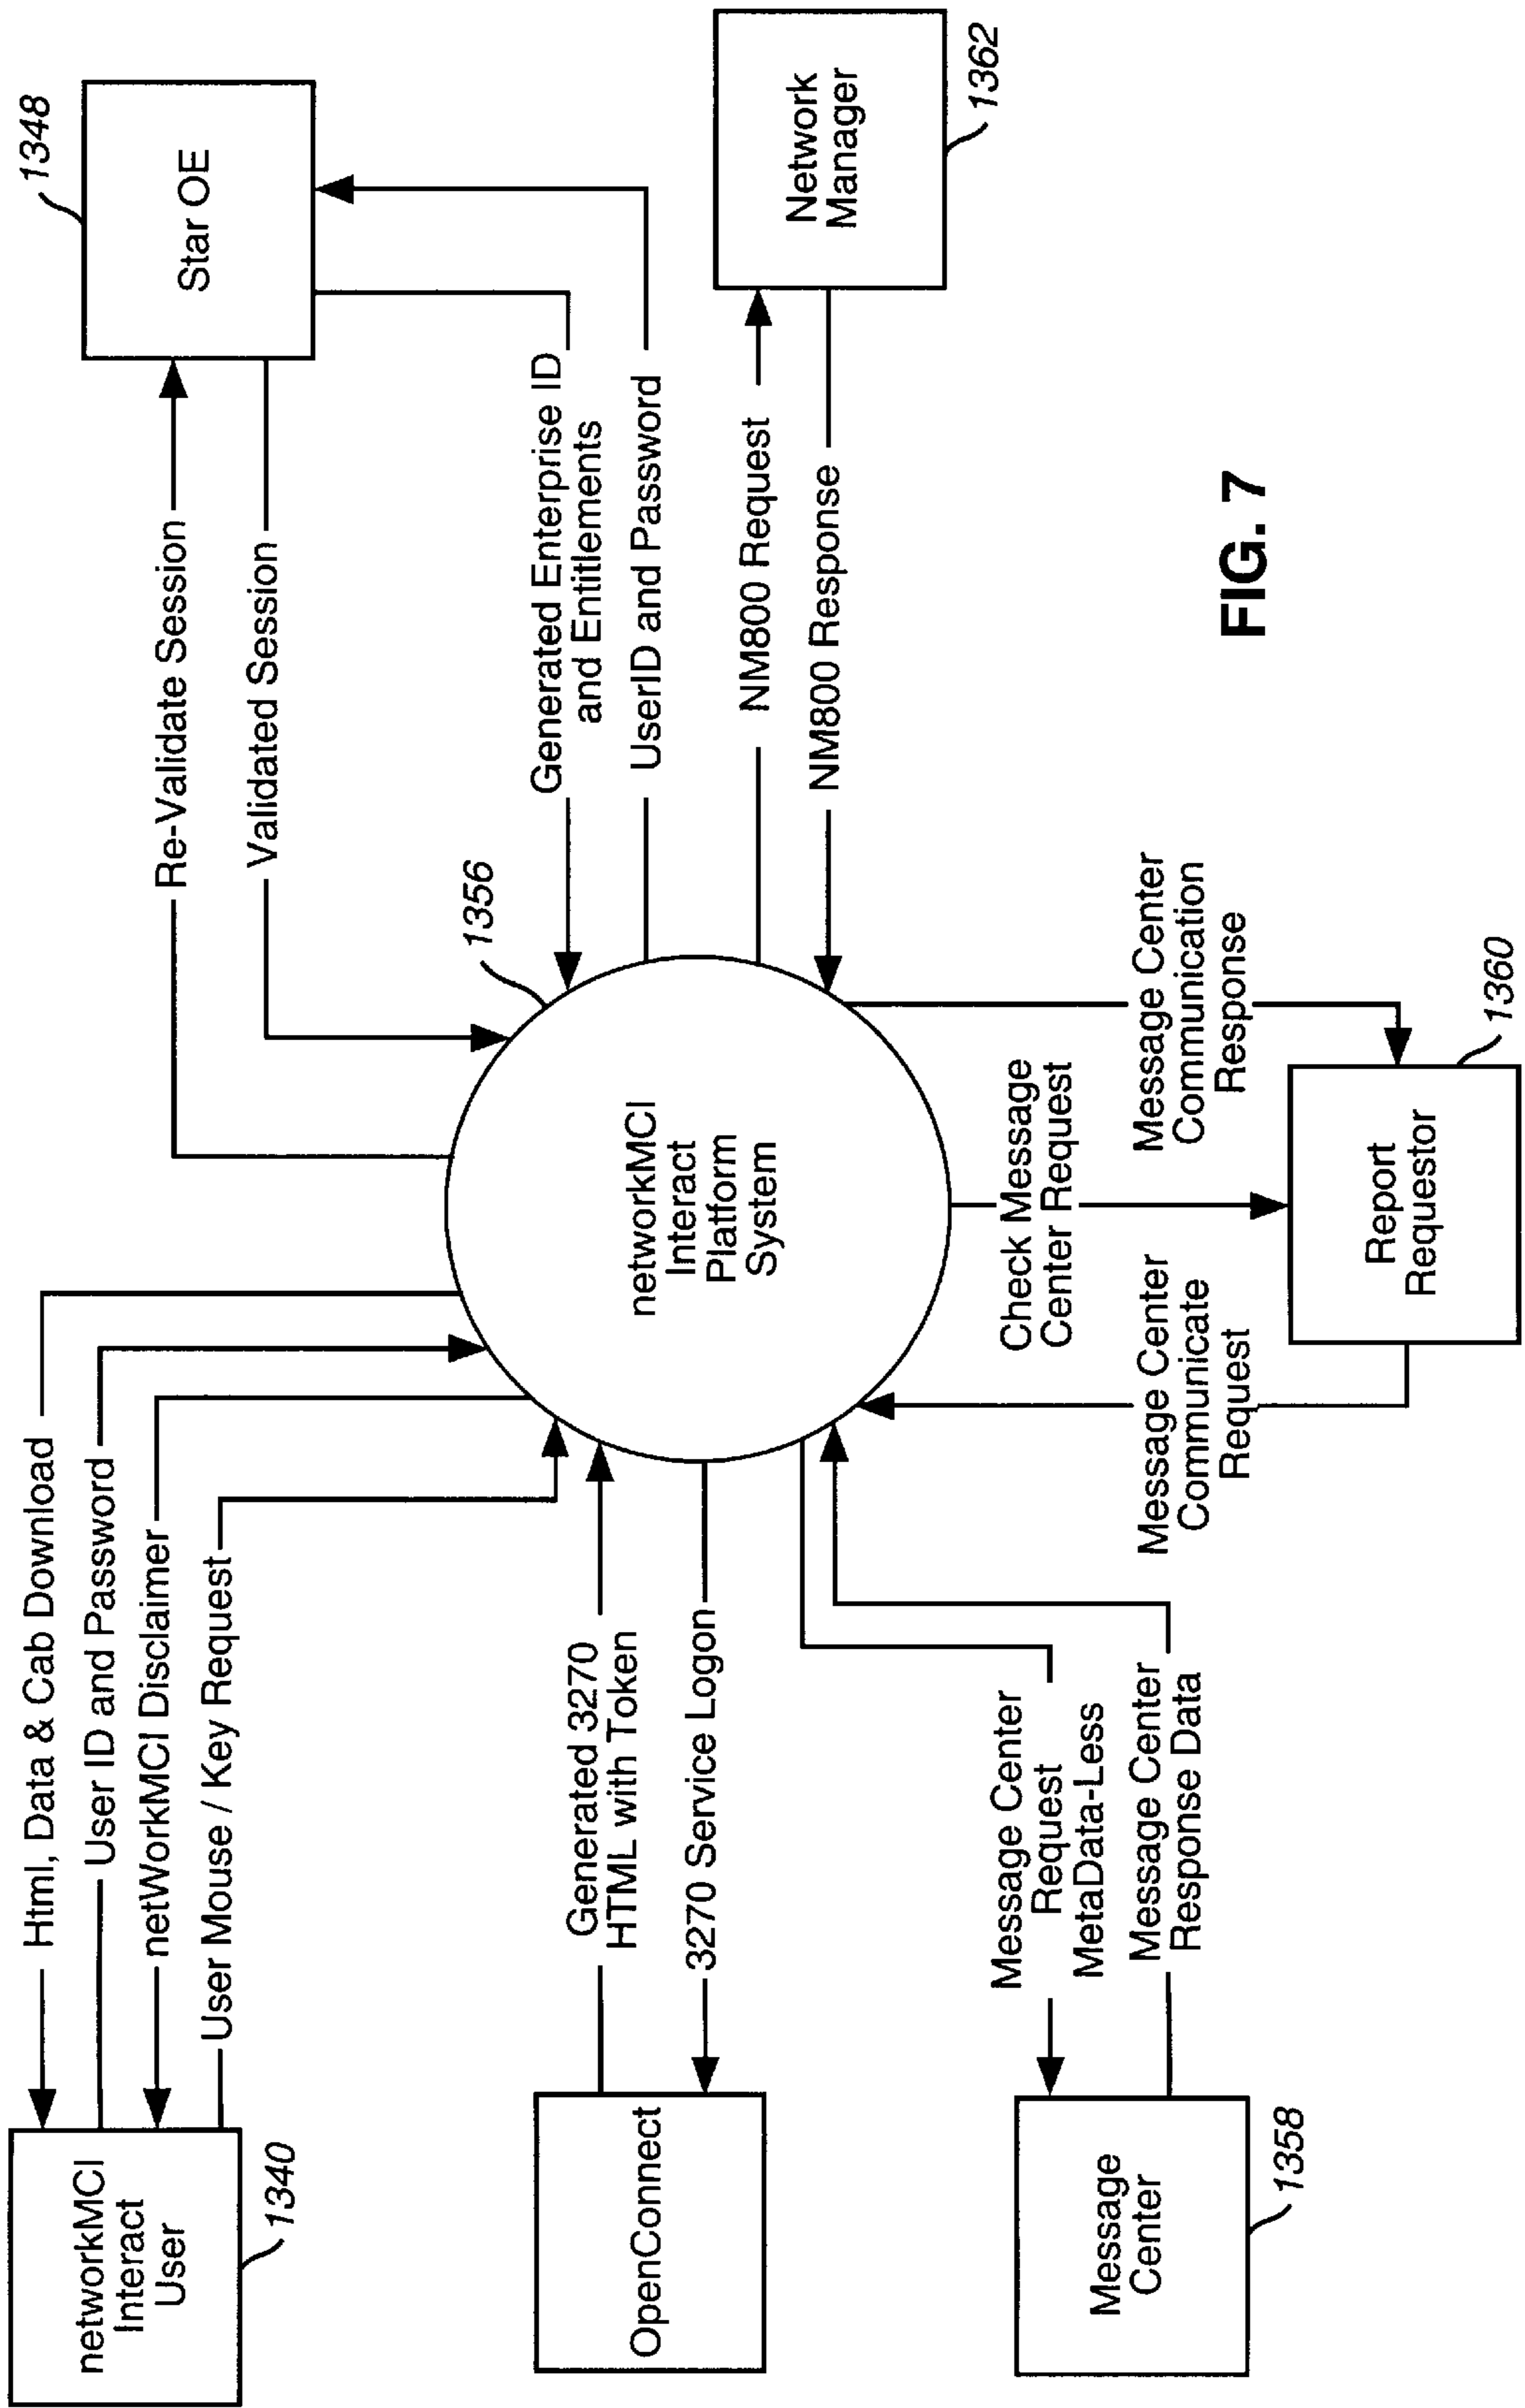 networkMCI
Interact
User
1340
Html, Data & Cab Download
User ID and Password
netWorkMCI Disclaimer
User Mouse / Key Request
Re-Validate Session
Validated Session
Star OE
1348
OpenConnect
Generated 3270
HTML with Token
3270 Service Logon
networkMCI
Interact
Platform
System
1356
Generated Enterprise ID
and Entitlements
UserID and Password
NM800 Request
NM800 Response
Network
Manager
1362
Message
Center
1358
Message Center
Request
MetaData-Less
Message Center
Response Data
Message Center
Communicate
Request
Check Message
Center Request
Message Center
Communication
Response
Report
Requestor
1360
FIG. 7